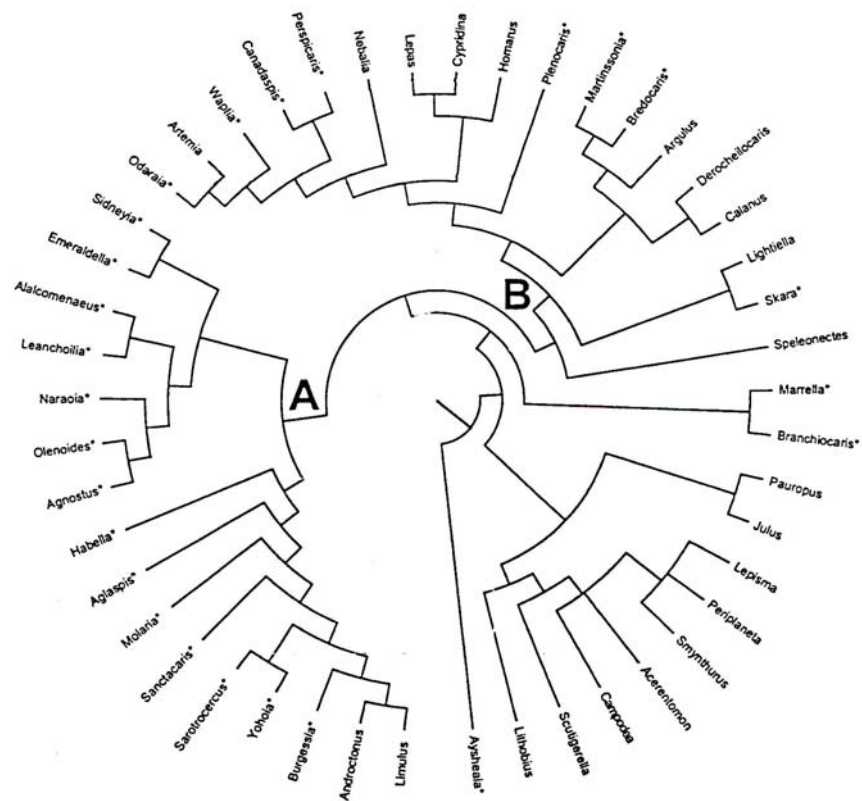 Perspicaris*
Canadaspis*
Waplia*
Artemia
Odaraia*
Sidneyia*
Emeraldella*
Alalcomenaeus*
Leanchoilia*
Naraoia*
Olenoides*
Agnostus*
Habelia*
Aglaspis*
Molaria*
Sanctacaris*
Sarotrocercus*
Yohoia*
Burgessia*
Androctonus
Limulus
Aysheaia*
Lithobius
Scutigerella
Campodea
Acerentomon
Smynthurus
Periplaneta
Lepisma
Julus
Pauropus
Branchiocaris*
Marrella*
Speleonectes
Skara*
Lightiella
Calanus
Derocheilocaris
Argulus
Bredocaris*
Martinssonia*
Plenocaris*
Homarus
Cypridina
Lepas
Nebalia
A
B